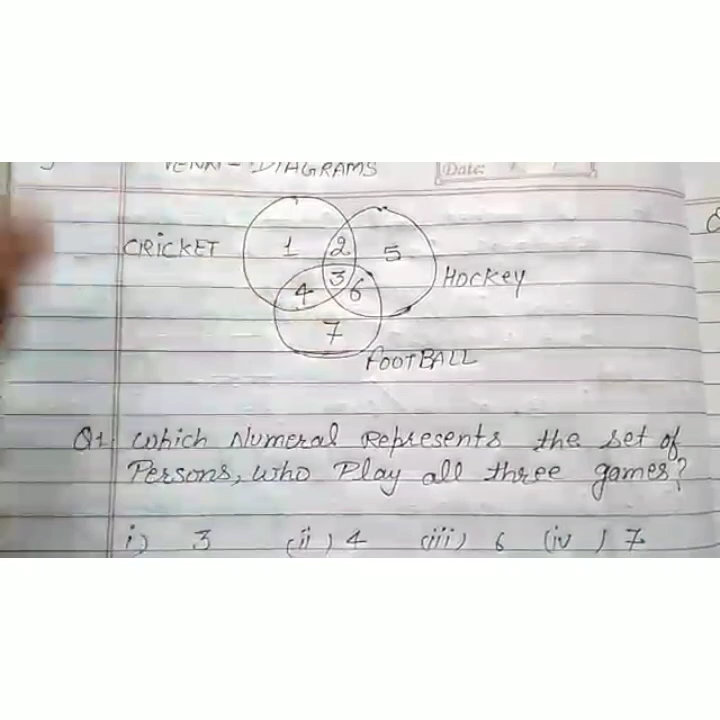 DIAGRAMS
Date:
CRICKET 1 2 5
3 Hockey
4 6
7
FOOTBALL
Q1. Which Numeral Represents the set of
Persons, who Play all three games?
i) 3 (ii) 4 (iii) 6 (iv) 7